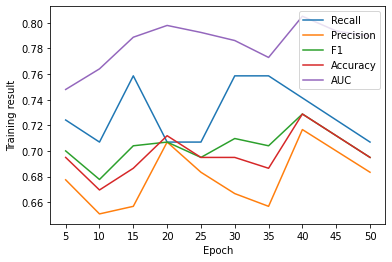 Training result
0.80
0.78
0.76
0.74
0.72
0.70
0.68
0.66
Recall
Precision
F1
Accuracy
AUC
5 10 15 20 25 30 35 40 45 50
Epoch